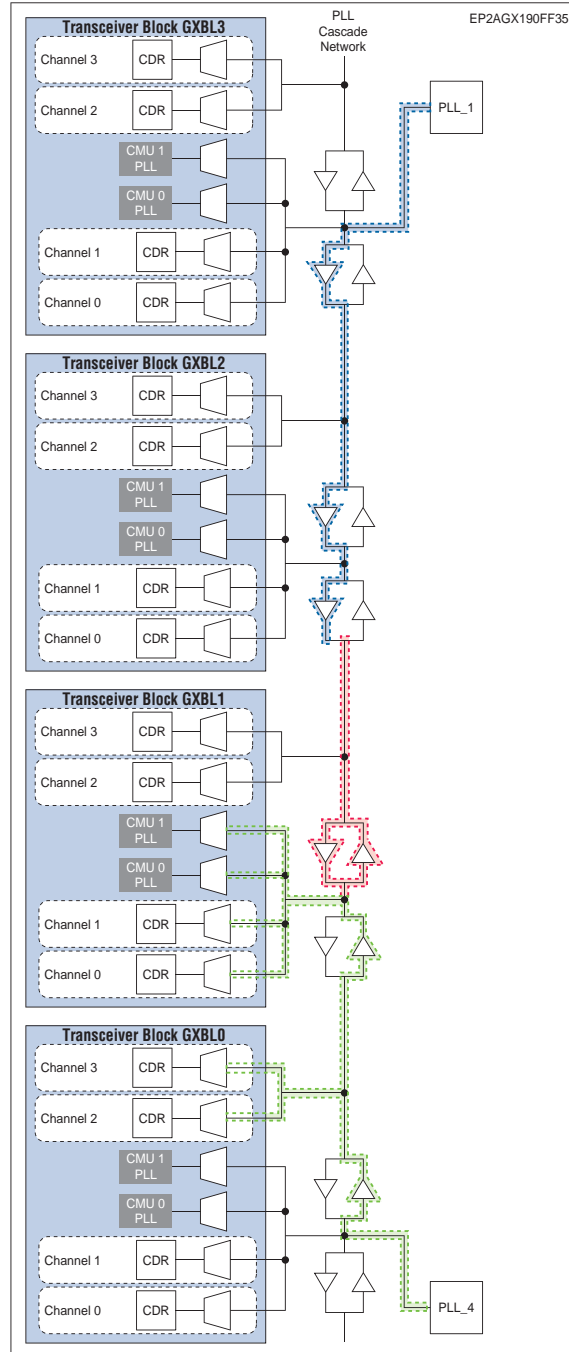 EP2AGX190FF35
PLL
Cascade
Network
PLL_1
Transceiver Block GXBL3
Channel 3
CDR
Channel 2
CDR
CMU 1
PLL
CMU 0
PLL
Channel 1
CDR
Channel 0
CDR
Transceiver Block GXBL2
Channel 3
CDR
Channel 2
CDR
CMU 1
PLL
CMU 0
PLL
Channel 1
CDR
Channel 0
CDR
Transceiver Block GXBL1
Channel 3
CDR
Channel 2
CDR
CMU 1
PLL
CMU 0
PLL
Channel 1
CDR
Channel 0
CDR
Transceiver Block GXBL0
Channel 3
CDR
Channel 2
CDR
CMU 1
PLL
CMU 0
PLL
Channel 1
CDR
Channel 0
CDR
PLL_4